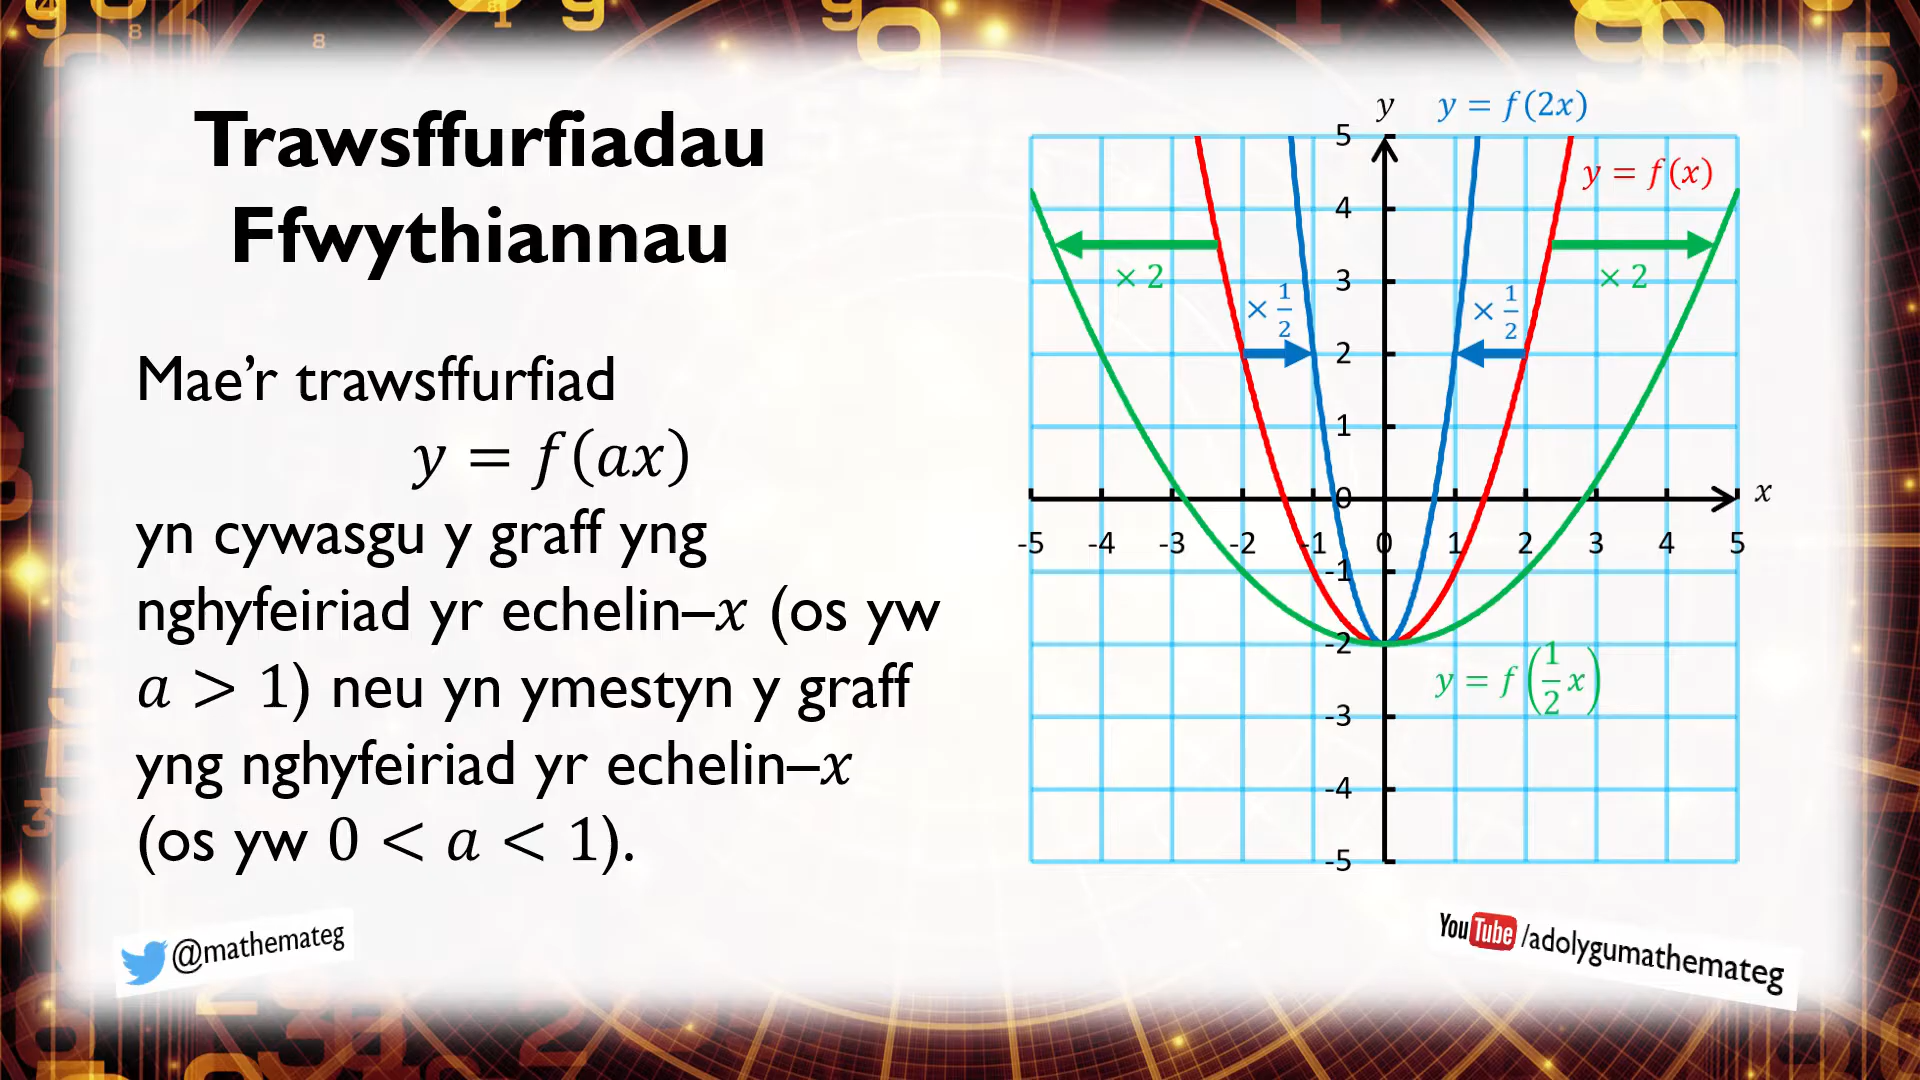 Trawsffurfiadau
Ffwythiannau
Mae’r trawsffurfiad
y = f(ax)
yn cywasgu y graff yng
nghyfeiriad yr echelin–x (os yw
a > 1) neu yn ymestyn y graff
yng nghyfeiriad yr echelin–x
(os yw 0 < a < 1).
@mathemateg
y
y = f(2x)
y = f(x)
× 2
× 2
× 1/2
× 1/2
5
4
3
2
1
0
-1
-2
-3
-4
-5
x
-5 -4 -3 -2 -1 0 1 2 3 4 5
y = f(1/2 x)
YouTube /adolygumathemateg